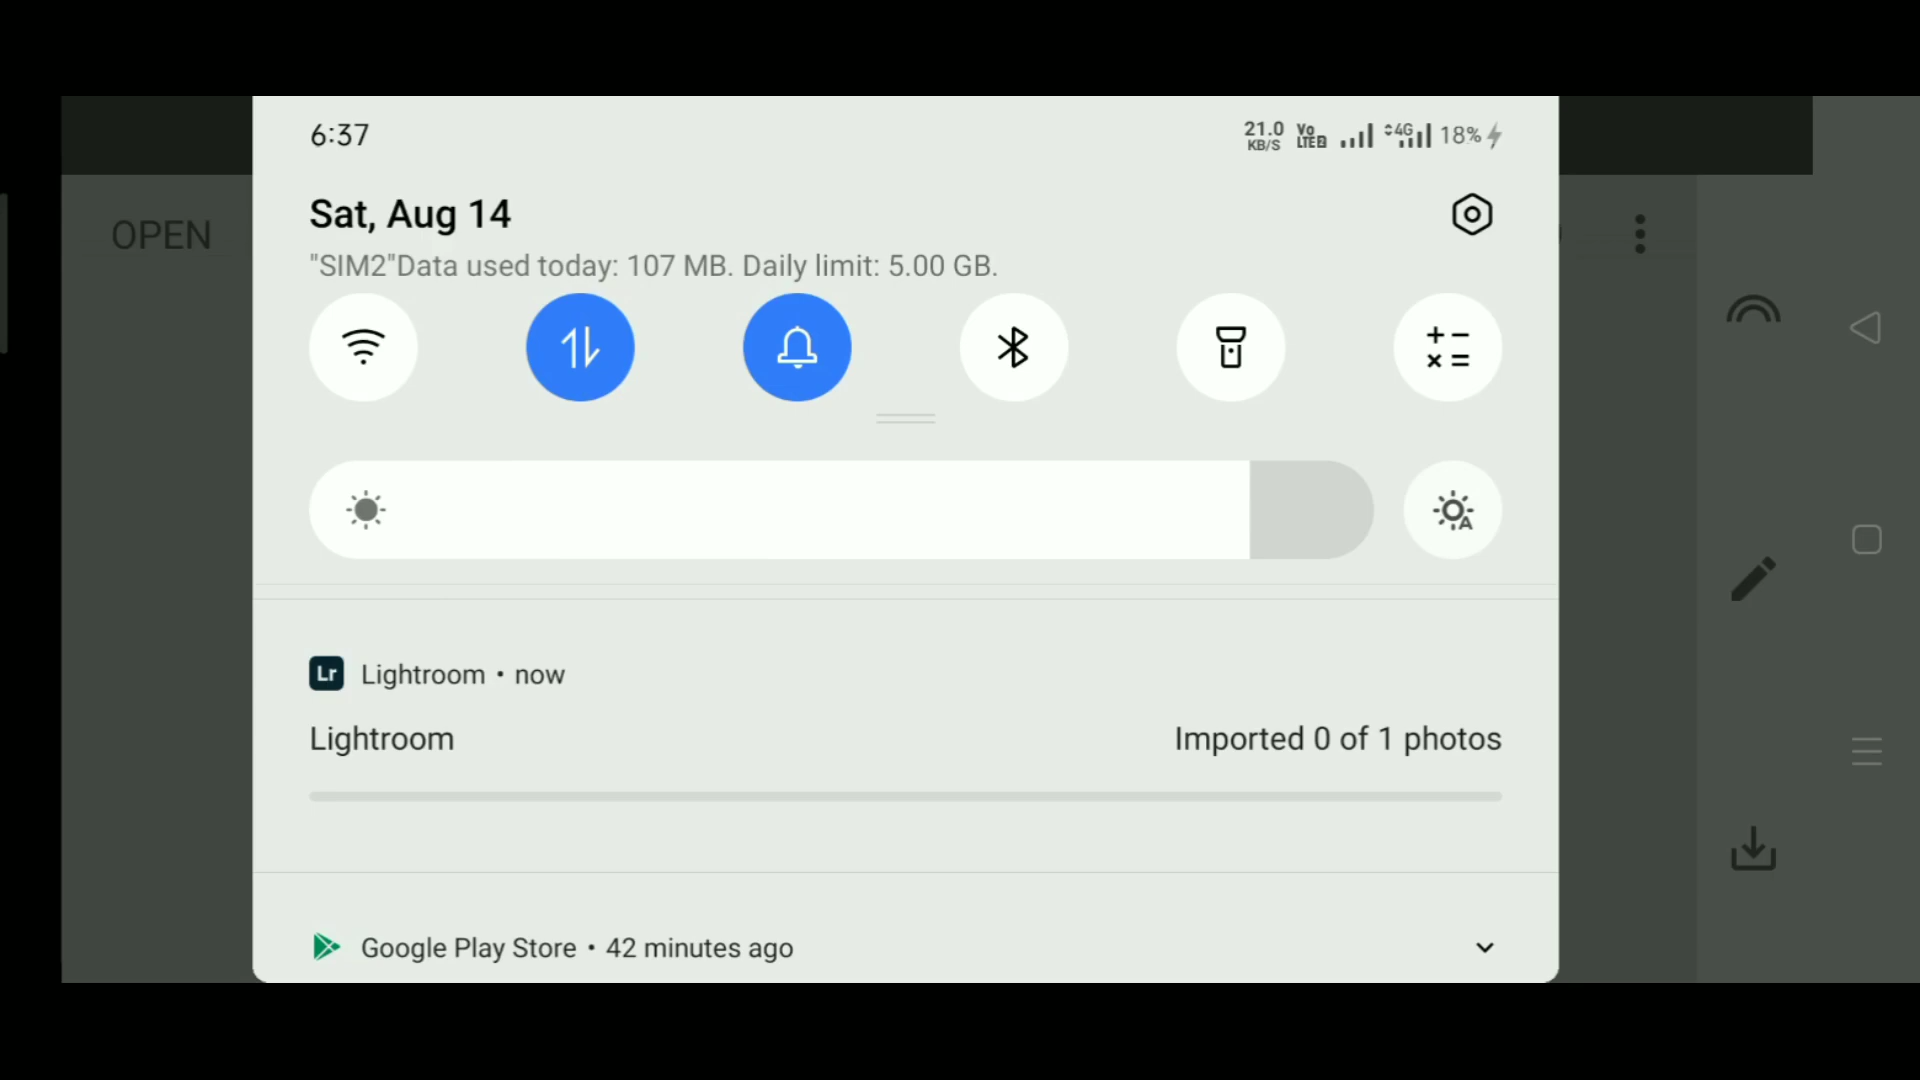 6:37
21.0 KB/S Vo LTE2 4G 18%
Sat, Aug 14
OPEN
"SIM2"Data used today: 107 MB. Daily limit: 5.00 GB.
A
Lr Lightroom • now
Lightroom Imported 0 of 1 photos
Google Play Store • 42 minutes ago